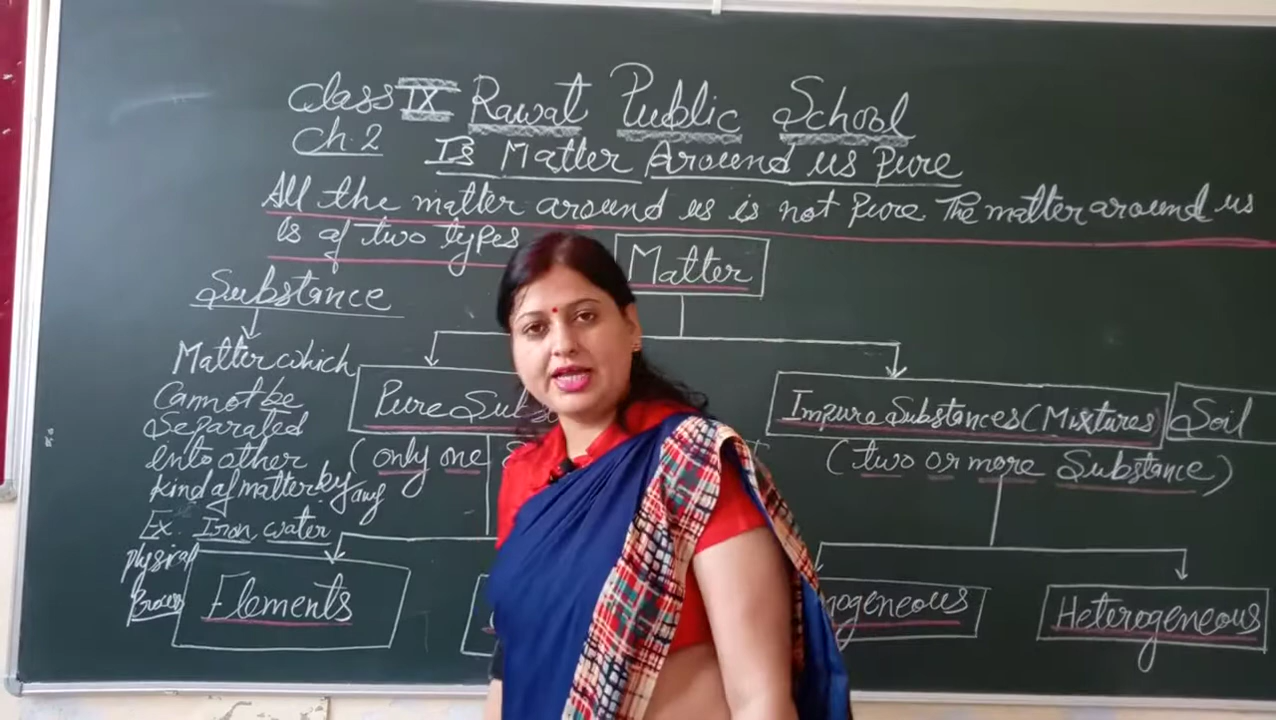 Class IX Rawat Public School
Ch. 2 Is Matter Around us Pure
All the matter around us is not pure The matter around us
Is of two types
Matter
Substance
Matter which
Cannot be
Separated
into other
kind of matter by any
Ex. Iron, water
physical
Process
Pure Sub
(only one
Impure Substances (Mixtures)
Soil
(two or more Substance)
Elements
ogeneous
Heterogeneous